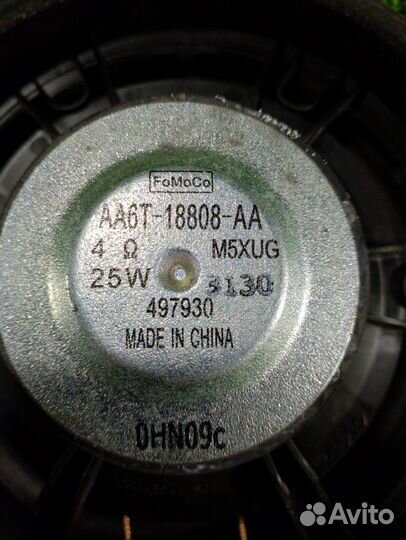 FoMoCo
AA6T-18808-AA
4 Ω M5XUG
25W 3130
497930
MADE IN CHINA
0HN09c
Avito